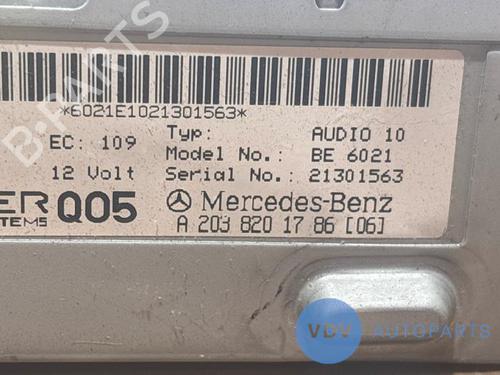 *6021E1021301563*
EC: 109 Typ: AUDIO 10
Model No.: BE 6021
12 Volt Serial No.: 21301563
Q05 Mercedes-Benz
A 203 820 17 86 [06]
B-PARTS
VDV AUTOPARTS